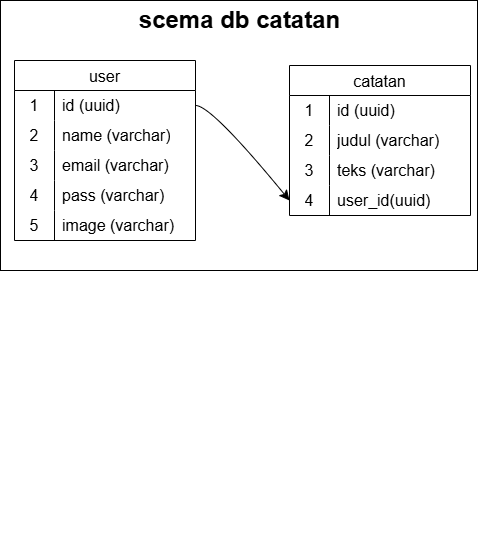 scema db catatan
user
1 id (uuid)
2 name (varchar)
3 email (varchar)
4 pass (varchar)
5 image (varchar)
catatan
1 id (uuid)
2 judul (varchar)
3 teks (varchar)
4 user_id(uuid)